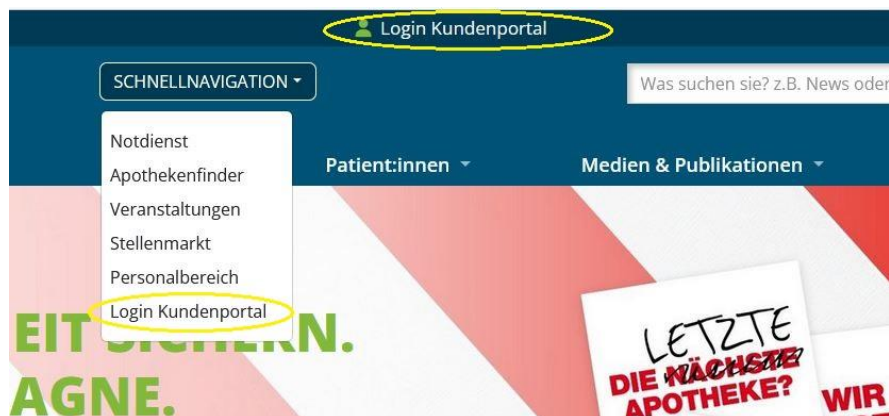 Login Kundenportal
SCHNELLNAVIGATION
Was suchen sie? z.B. News oder
Notdienst
Apothekenfinder
Veranstaltungen
Stellenmarkt
Personalbereich
Login Kundenportal
Patient:innen
Medien & Publikationen
EIT SICHERN.
AGNE.
LETZTE
DIE NÄCHSTE
APOTHEKE?
WIR